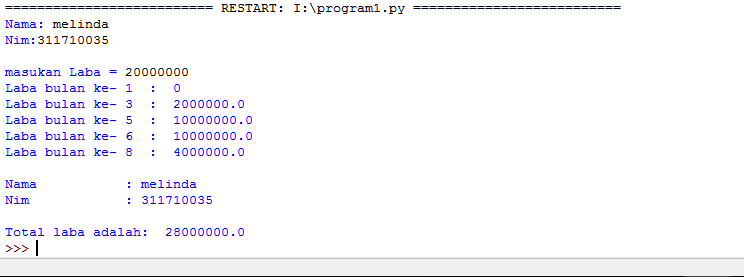 =========================== RESTART: I:\program1.py ===========================
Nama: melinda
Nim:311710035
masukan Laba = 20000000
Laba bulan ke- 1  :  0
Laba bulan ke- 3  :  2000000.0
Laba bulan ke- 5  :  10000000.0
Laba bulan ke- 6  :  10000000.0
Laba bulan ke- 8  :  4000000.0
Nama           : melinda
Nim            : 311710035
Total laba adalah:  28000000.0
>>>